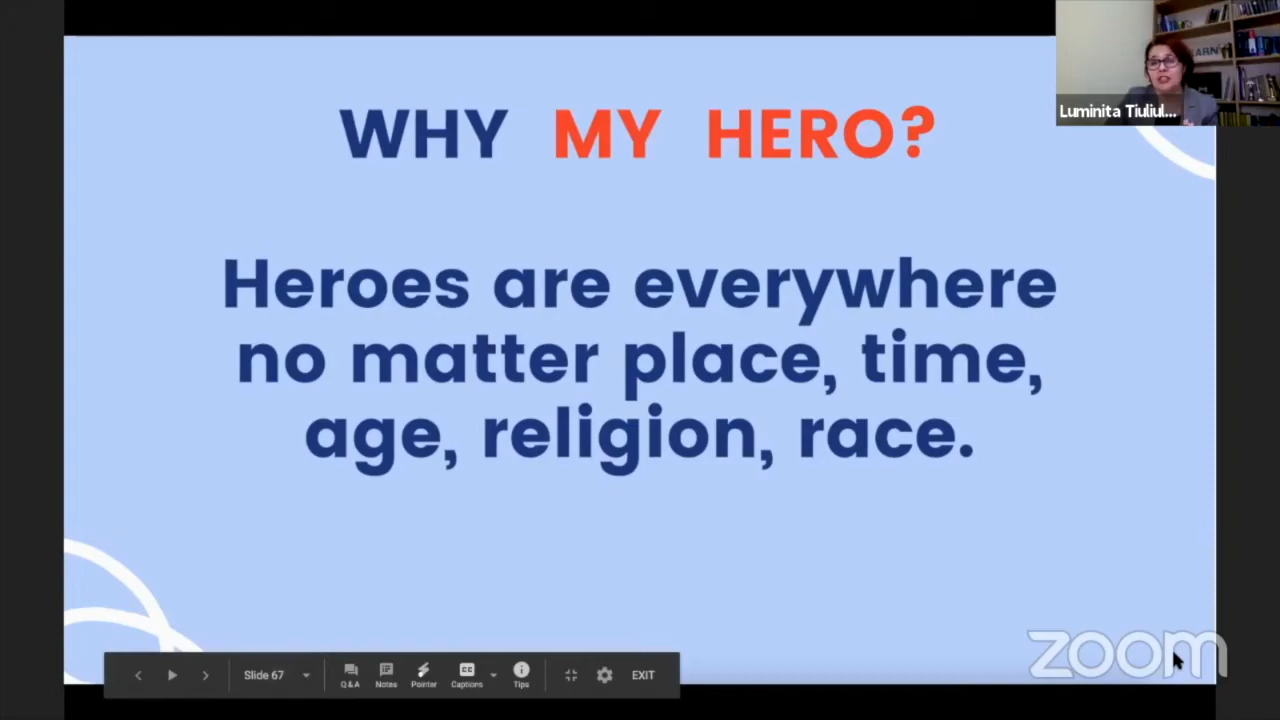 WHY MY HERO?
Heroes are everywhere
no matter place, time,
age, religion, race.
Luminita Tiuliul...
Slide 67
Q&A
Notes
Pointer
Captions
Tips
EXIT
zoom